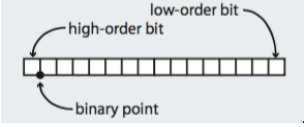 low-order bit
high-order bit
binary point